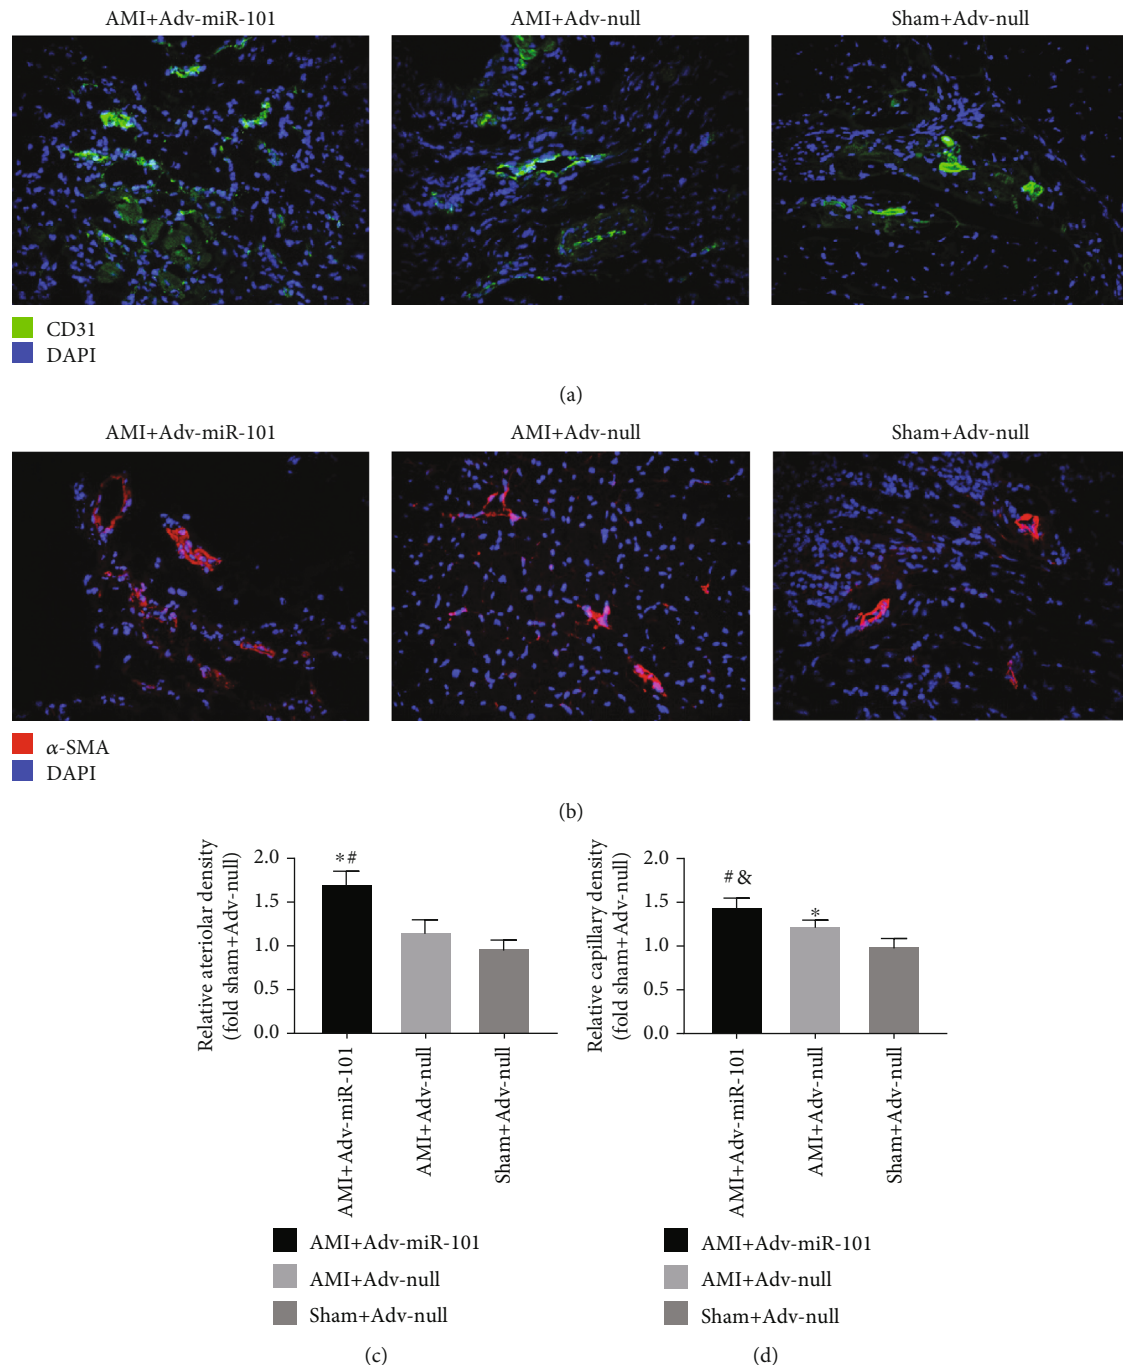 AMI+Adv-miR-101
AMI+Adv-null
Sham+Adv-null
CD31
DAPI
(a)
AMI+Adv-miR-101
AMI+Adv-null
Sham+Adv-null
α-SMA
DAPI
(b)
Relative ateriolar density
(fold sham+Adv-null)
2.0
1.5
1.0
0.5
0.0
*#
AMI+Adv-miR-101
AMI+Adv-null
Sham+Adv-null
AMI+Adv-miR-101
AMI+Adv-null
Sham+Adv-null
(c)
Relative capillary density
(fold sham+Adv-null)
2.0
1.5
1.0
0.5
0.0
# &
*
AMI+Adv-miR-101
AMI+Adv-null
Sham+Adv-null
AMI+Adv-miR-101
AMI+Adv-null
Sham+Adv-null
(d)